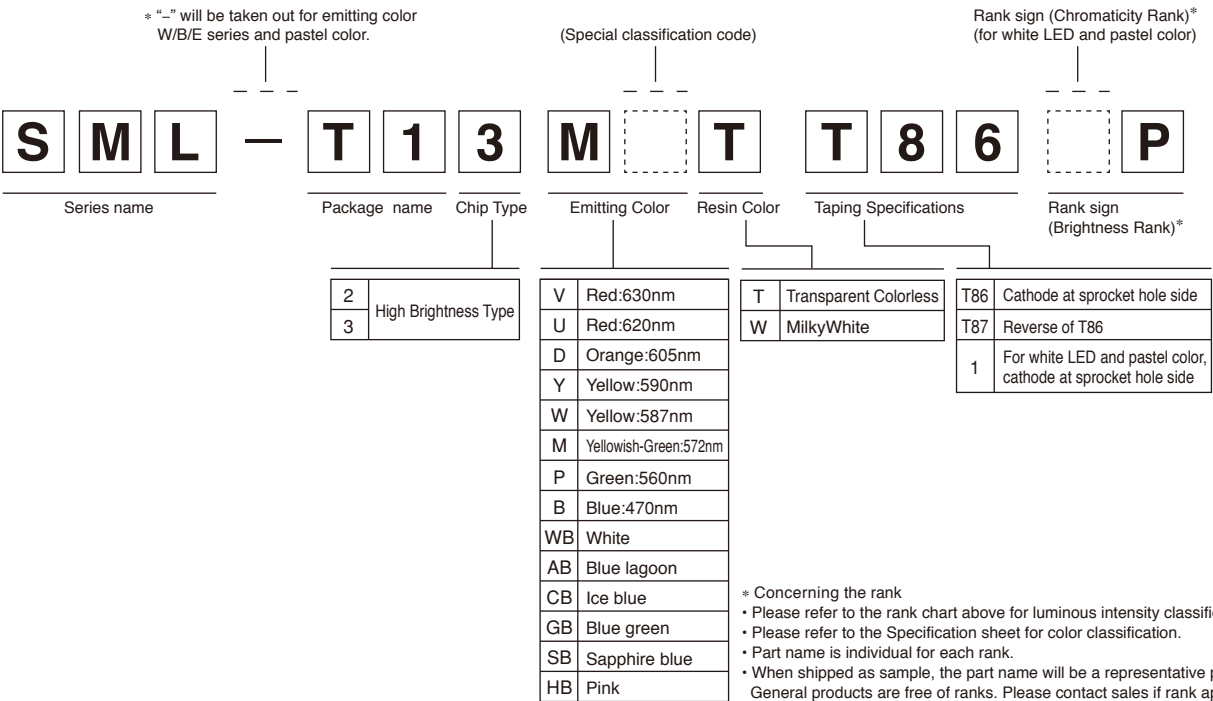 * “–” will be taken out for emitting color
W/B/E series and pastel color.
(Special classification code)
Rank sign (Chromaticity Rank)*
(for white LED and pastel color)
S M L – T 1 3 M T T 8 6 P
Series name
Package name
Chip Type
Emitting Color
Resin Color
Taping Specifications
Rank sign
(Brightness Rank)*
2
3
High Brightness Type
V Red:630nm
U Red:620nm
D Orange:605nm
Y Yellow:590nm
W Yellow:587nm
M Yellowish-Green:572nm
P Green:560nm
B Blue:470nm
WB White
AB Blue lagoon
CB Ice blue
GB Blue green
SB Sapphire blue
HB Pink
T Transparent Colorless
W MilkyWhite
T86 Cathode at sprocket hole side
T87 Reverse of T86
1 For white LED and pastel color,
cathode at sprocket hole side
* Concerning the rank
• Please refer to the rank chart above for luminous intensity
• Please refer to the Specification sheet for color classification.
• Part name is individual for each rank.
• When shipped as sample, the part name will be a representative
General products are free of ranks. Please contact sales if rank